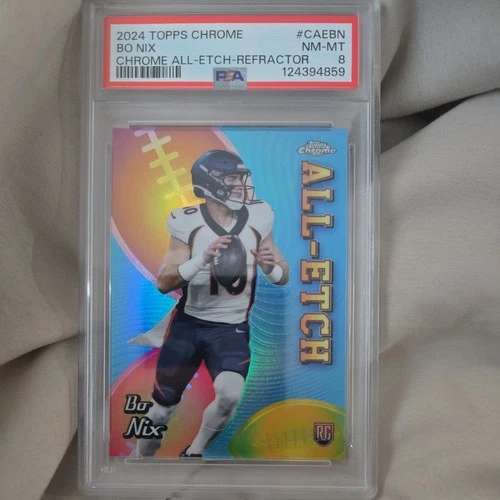 2024 TOPPS CHROME #CAEBN
BO NIX NM-MT
CHROME ALL-ETCH-REFRACTOR 8
PSA 124394859
Topps
Chrome
ALL-ETCH
10
10
Bo
Nix
RC